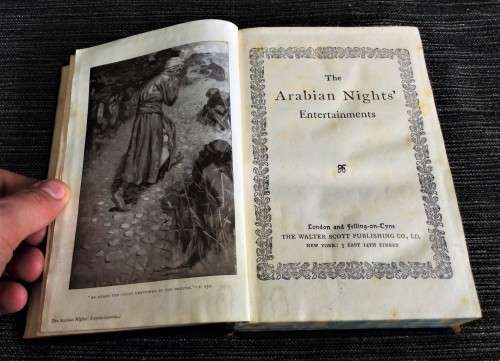 The
Arabian Nights'
Entertainments
London and Felling-on-Tyne
THE WALTER SCOTT PUBLISHING CO., LD.
NEW YORK: 3 EAST 14TH STREET
The Arabian Nights' Entertainments.